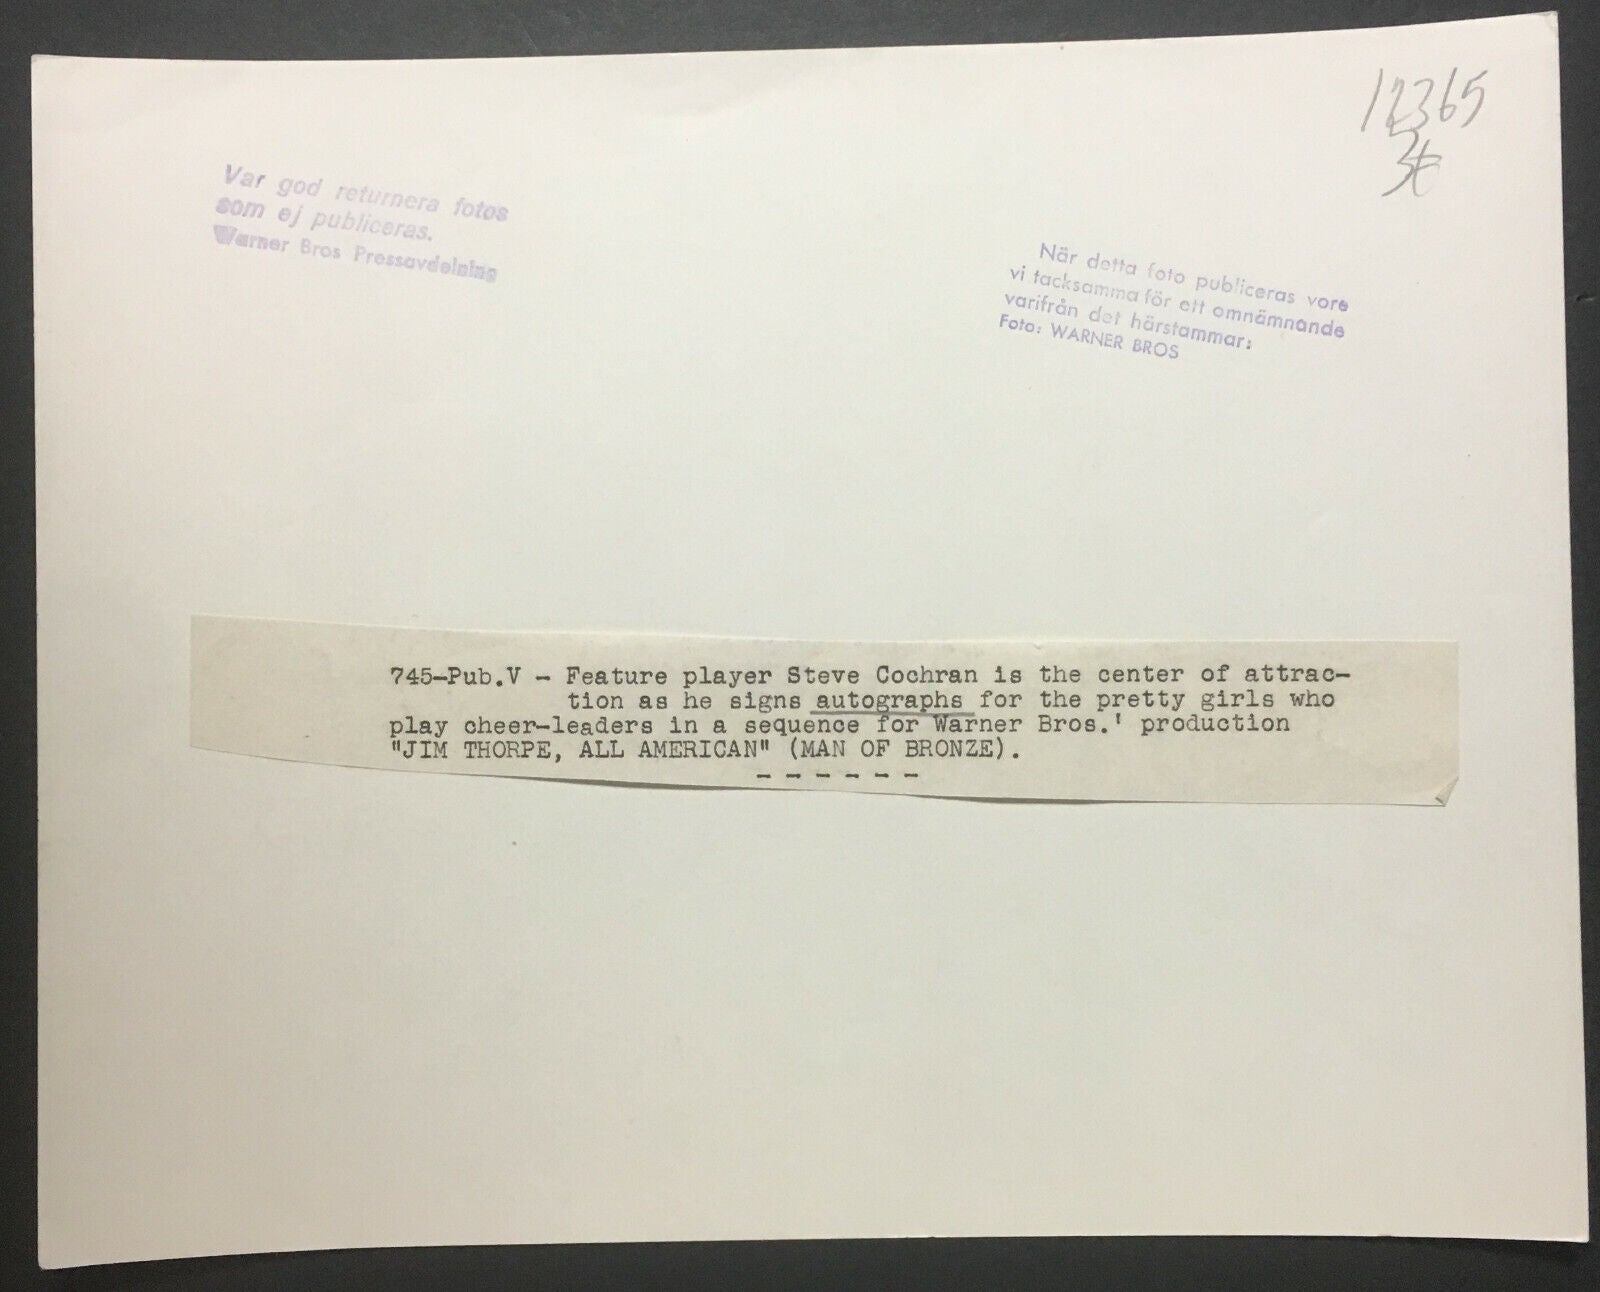 12365
3€
Var god returnera fotos
som ej publiceras.
Warner Bros Pressavdelning
När detta foto publiceras vore
vi tacksamma för ett omnämnande
varifrån det härstammar:
Foto: WARNER BROS
745-Pub.V - Feature player Steve Cochran is the center of attrac-
tion as he signs autographs for the pretty girls who
play cheer-leaders in a sequence for Warner Bros.' production
"JIM THORPE, ALL AMERICAN" (MAN OF BRONZE).
- - - - - -